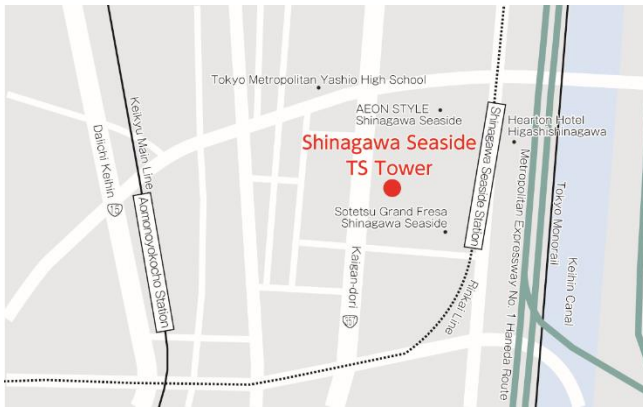 Tokyo Metropolitan Yashio High School
AEON STYLE
Shinagawa Seaside
Hearton Hotel
Higashishinagawa
Shinagawa Seaside
TS Tower
Sotetsu Grand Fresa
Shinagawa Seaside
Daiichi Keihin
15
Keikyu Main Line
Aomonoyokocho Station
Kaigan-dori
Rinkai Line
Shinagawa Seaside Station
Metropolitan Expressway No. 1 Haneda Route
Tokyo Monorail
Keihin Canal